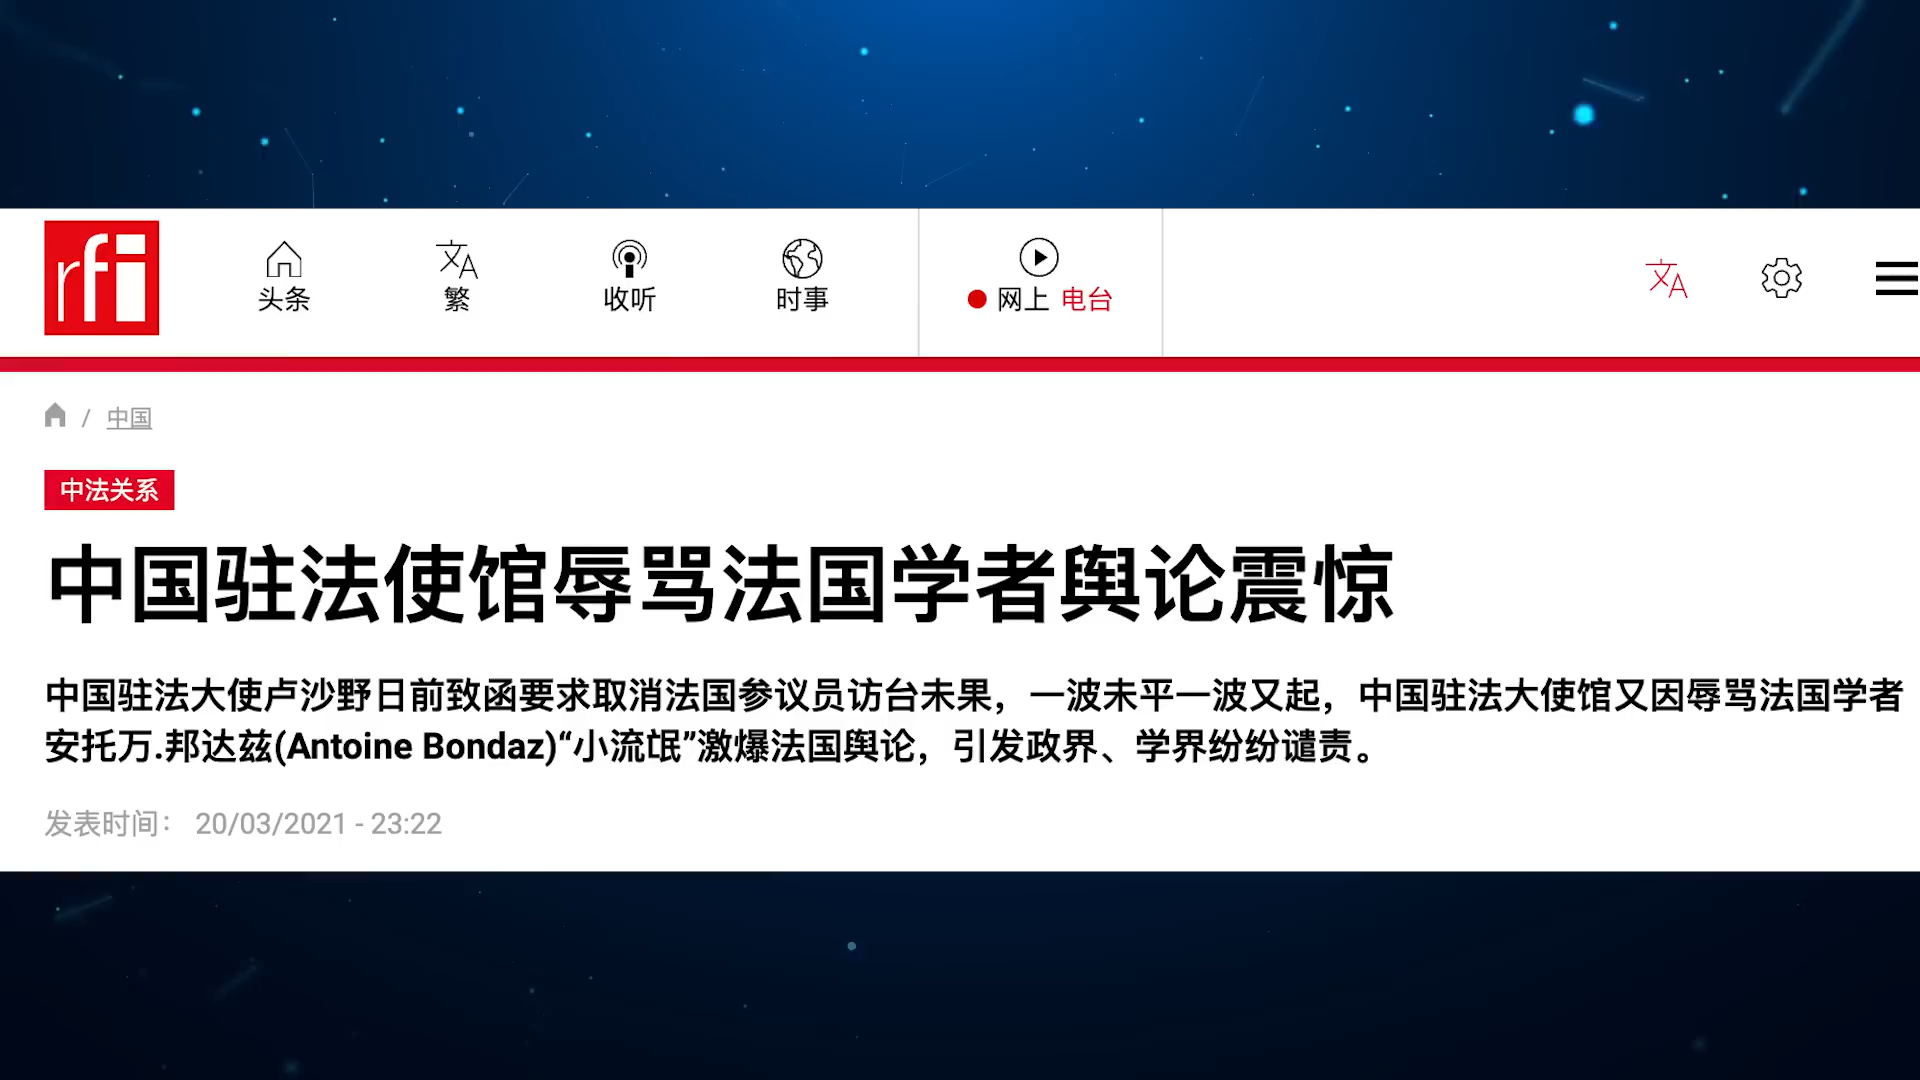 rfi
头条
繁
收听
时事
网上 电台
/ 中国
中法关系
中国驻法使馆辱骂法国学者舆论震惊
中国驻法大使卢沙野日前致函要求取消法国参议员访台未果，一波未平一波又起，中国驻法大使馆又因辱骂法国学者
安托万.邦达兹(Antoine Bondaz)“小流氓”激爆法国舆论，引发政界、学界纷纷谴责。
发表时间： 20/03/2021 - 23:22